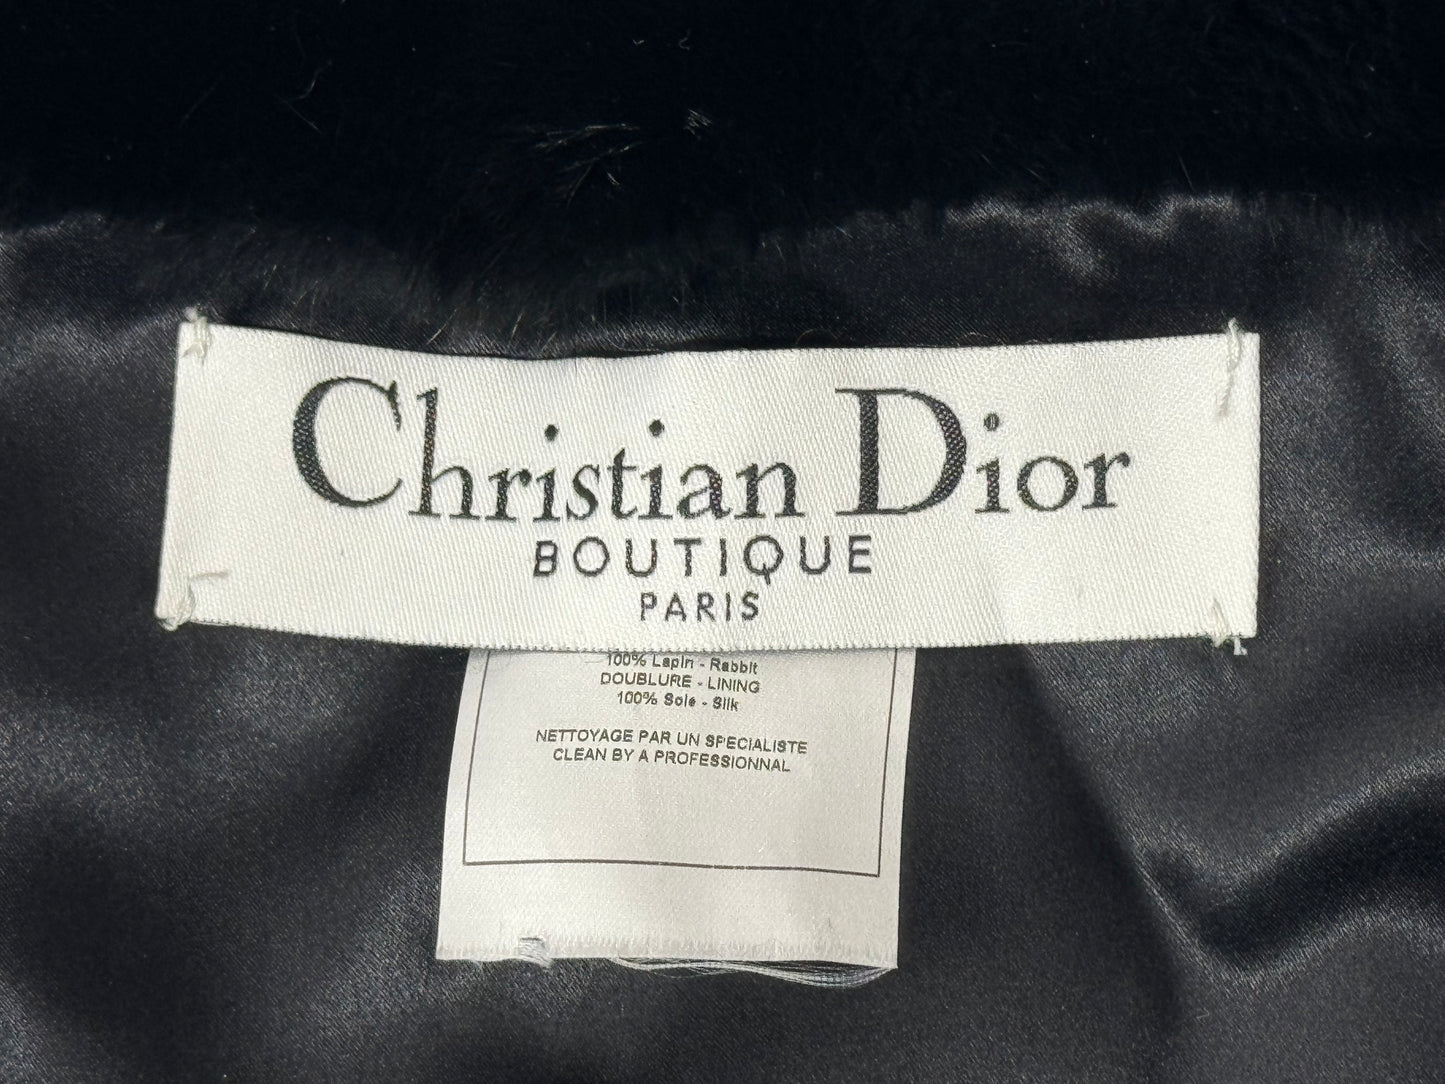 Christian Dior
BOUTIQUE
PARIS
100% Lapin - Rabbit
DOUBLURE - LINING
100% Soie - Silk
NETTOYAGE PAR UN SPECIALISTE
CLEAN BY A PROFESSIONNAL